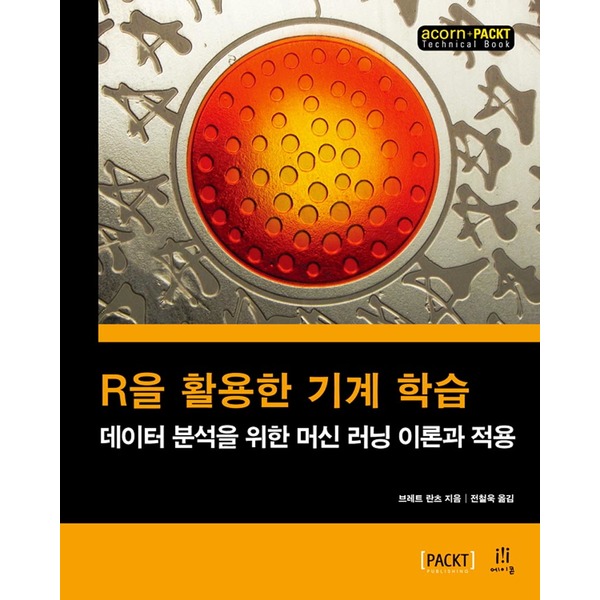 acorn+PACKT
Technical Book
R을 활용한 기계 학습
데이터 분석을 위한 머신 러닝 이론과 적용
브레트 란츠 지음 | 전철욱 옮김
[PACKT]
PUBLISHING
에이콘